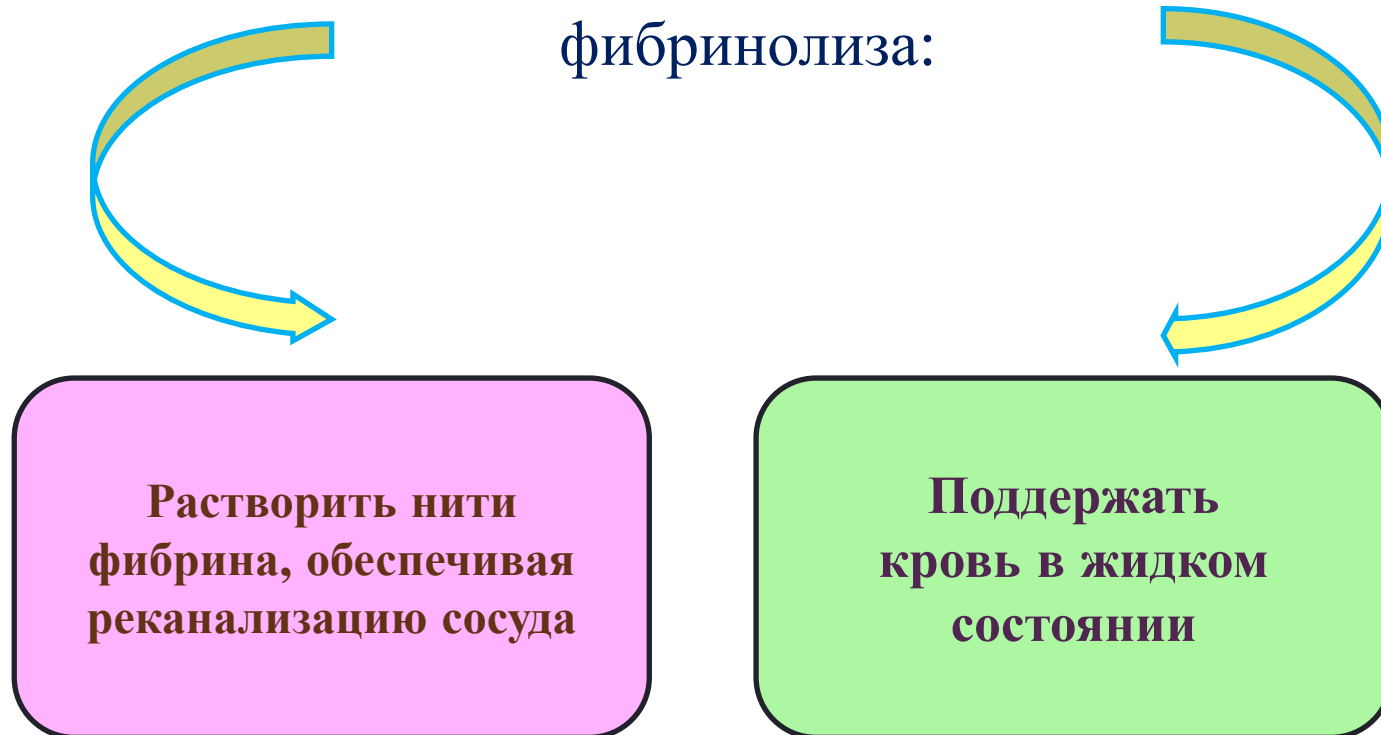 фибринолиза:
Растворить нити
фибрина, обеспечивая
реканализацию сосуда
Поддержать
кровь в жидком
состоянии